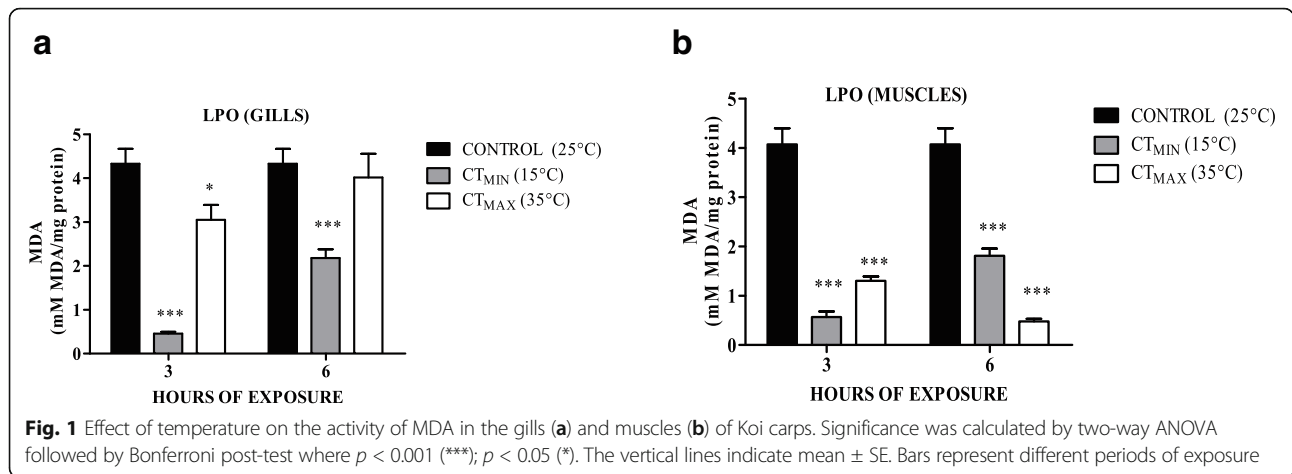 a
LPO (GILLS)
5
4
3
2
1
0
MDA
(mM MDA/mg protein)
*
***
***
3
6
HOURS OF EXPOSURE
CONTROL (25°C)
CT_MIN (15°C)
CT_MAX (35°C)
b
LPO (MUSCLES)
5
4
3
2
1
0
MDA
(mM MDA/mg protein)
***
***
***
***
3
6
HOURS OF EXPOSURE
CONTROL (25°C)
CT_MIN (15°C)
CT_MAX (35°C)
Fig. 1 Effect of temperature on the activity of MDA in the gills (a) and muscles (b) of Koi carps. Significance was calculated by two-way ANOVA
followed by Bonferroni post-test where p < 0.001 (***); p < 0.05 (*). The vertical lines indicate mean ± SE. Bars represent different periods of exposure